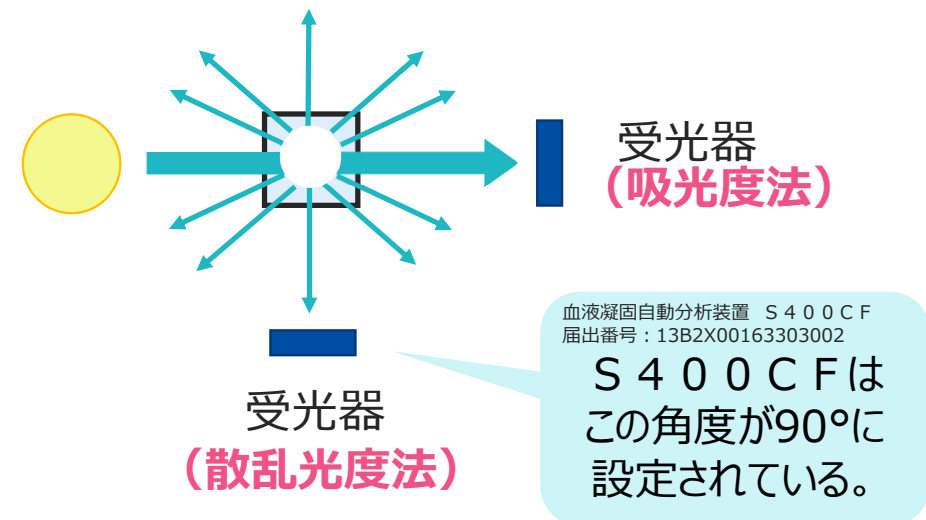 受光器
（吸光度法）
血液凝固自動分析装置　Ｓ４００ＣＦ
届出番号：13B2X00163303002
Ｓ４００ＣＦは
この角度が90°に
設定されている。
受光器
（散乱光度法）